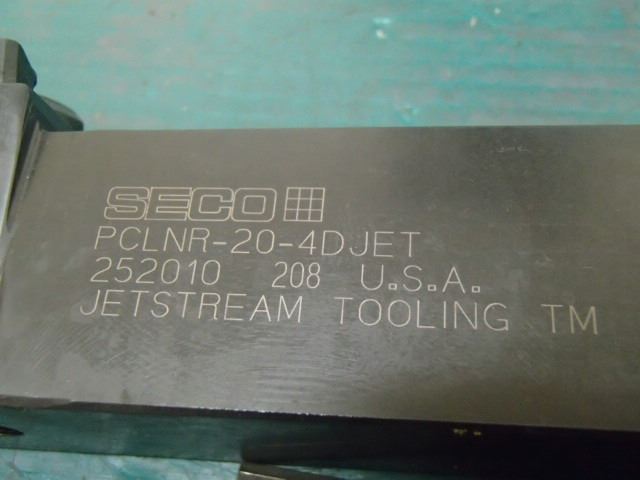 SECO
PCLNR-20-4DJET
252010 208 U.S.A.
JETSTREAM TOOLING TM